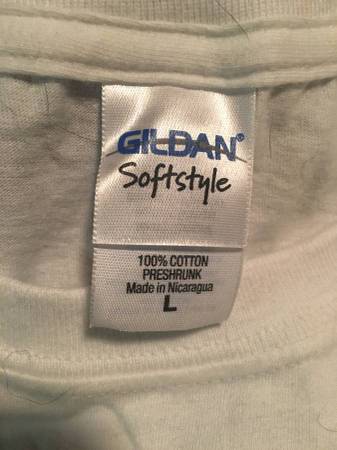 GILDAN®
Softstyle
100% COTTON
PRESHRUNK
Made in Nicaragua
L